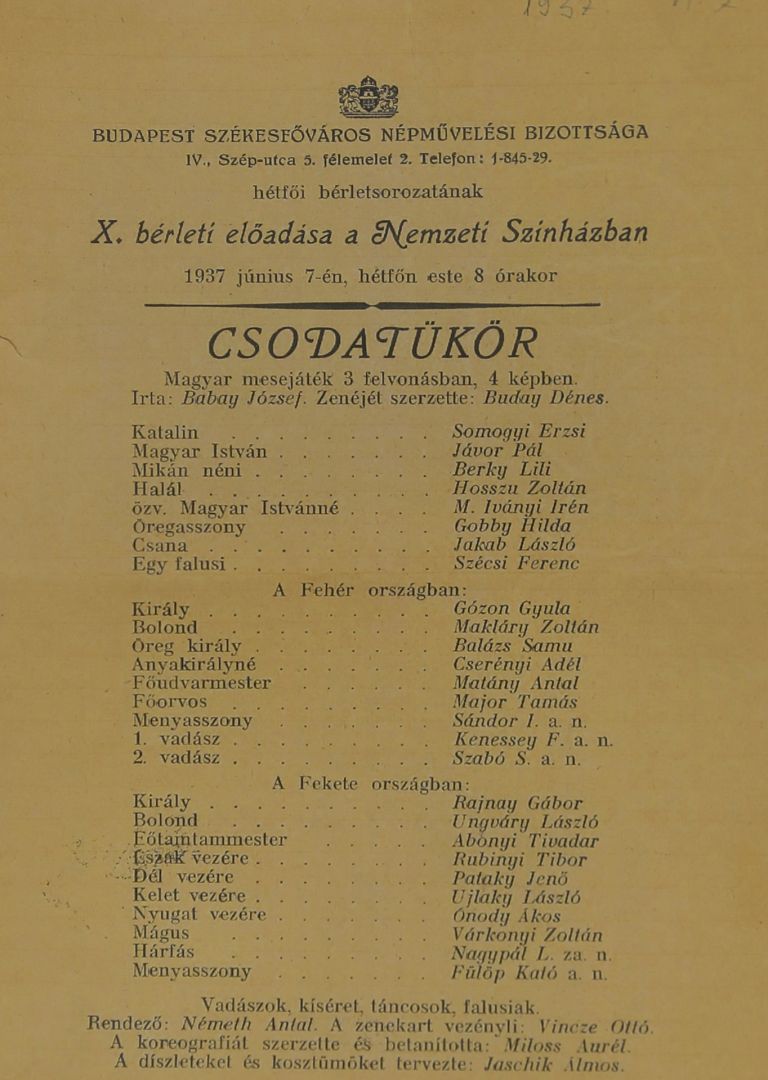 1937
BUDAPEST SZÉKESFŐVÁROS NÉPMŰVELÉSI BIZOTTSÁGA
IV., Szép-utca 5. félemelet 2. Telefon: 1-845-29.
hétfői bérletsorozatának
X. bérleti előadása a Nemzeti Szinházban
1937 június 7-én, hétfőn este 8 órakor
CSODATÜKÖR
Magyar mesejáték 3 felvonásban, 4 képben.
Irta: Babay József. Zenéjét szerzette: Buday Dénes.
Katalin . . . . . . . . . Somogyi Erzsi
Magyar István . . . . . . . Jávor Pál
Mikán néni . . . . . . . . Berky Lili
Halál . . . . . . . . . . Hosszu Zoltán
özv. Magyar Istvánné . . . . M. Iványi Irén
Öregasszony . . . . . . . Gobby Hilda
Csana . . . . . . . . . . Jakab László
Egy falusi . . . . . . . . . Szécsi Ferenc
A Fehér országban:
Király . . . . . . . . . . Gózon Gyula
Bolond . . . . . . . . . Makláry Zoltán
Öreg király . . . . . . . . Balázs Samu
Anyakirályné . . . . . . . Cserényi Adél
Főudvarmester . . . . . . Matány Antal
Főorvos . . . . . . . . . Major Tamás
Menyasszony . . . . . . . Sándor I. a. n.
1. vadász . . . . . . . . . Kenessey F. a. n.
2. vadász . . . . . . . . . Szabó S. a. n.
A Fekete országban:
Király . . . . . . . . . . Rajnay Gábor
Bolond . . . . . . . . . Ungváry László
Főtamtammester . . . . . Abonyi Tivadar
Észak vezére . . . . . . . . Rubinyi Tibor
Dél vezére . . . . . . . . Pataky Jenő
Kelet vezére . . . . . . . . Ujlaky László
Nyugat vezére . . . . . . . Ónody Ákos
Mágus . . . . . . . . . Várkonyi Zoltán
Hárfás . . . . . . . . . Nagypál L. za. n.
Menyasszony . . . . . . . Fülöp Kató a. n.
Vadászok, kíséret, táncosok, falusiak.
Rendező: Németh Antal. A zenekart vezényli: Vincze Ottó.
A koreografiát szerzette és betanította: Miloss Aurél.
A díszleteket és kosztümöket tervezte: Jaschik Álmos.